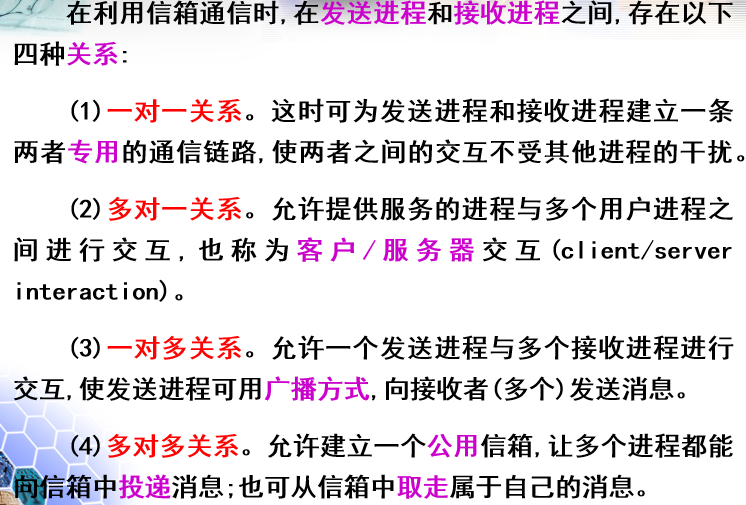 在利用信箱通信时,在发送进程和接收进程之间,存在以下
四种关系:
(1)一对一关系。这时可为发送进程和接收进程建立一条
两者专用的通信链路,使两者之间的交互不受其他进程的干扰。
(2)多对一关系。允许提供服务的进程与多个用户进程之
间进行交互,也称为客户/服务器交互(client/server
interaction)。
(3)一对多关系。允许一个发送进程与多个接收进程进行
交互,使发送进程可用广播方式,向接收者(多个)发送消息。
(4)多对多关系。允许建立一个公用信箱,让多个进程都能
向信箱中投递消息;也可从信箱中取走属于自己的消息。